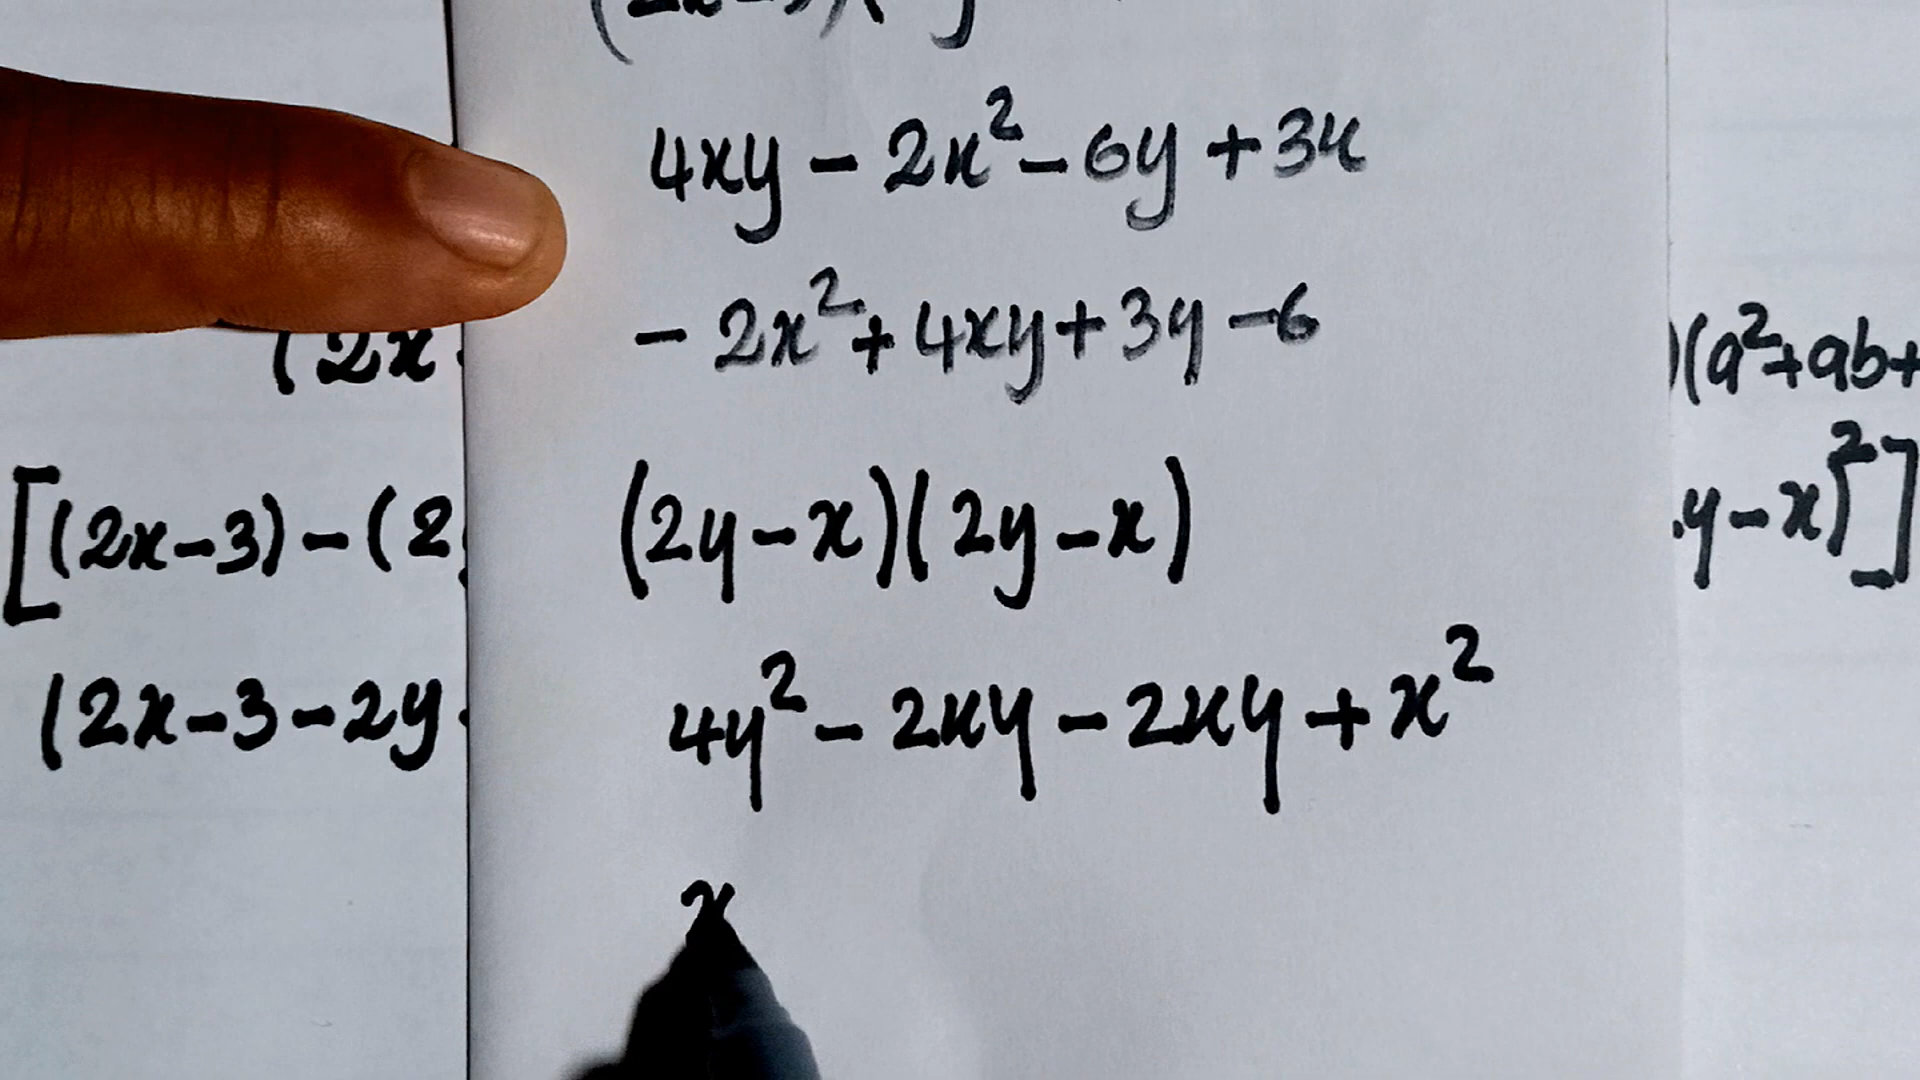 4xy - 2x² - 6y + 3x
- 2x² + 4xy + 3y - 6
(2x
)(a² + ab +
[(2x - 3) - (2
(2y - x)(2y - x)
y - x)²]
(2x - 3 - 2y
4y² - 2xy - 2xy + x²
x